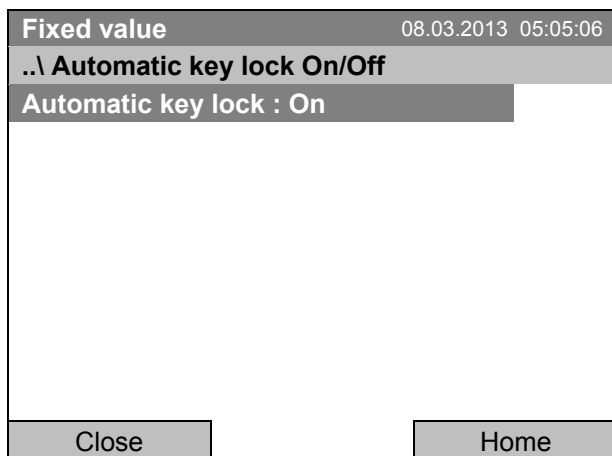 Fixed value 08.03.2013 05:05:06
..\ Automatic key lock On/Off
Automatic key lock : On
Close Home